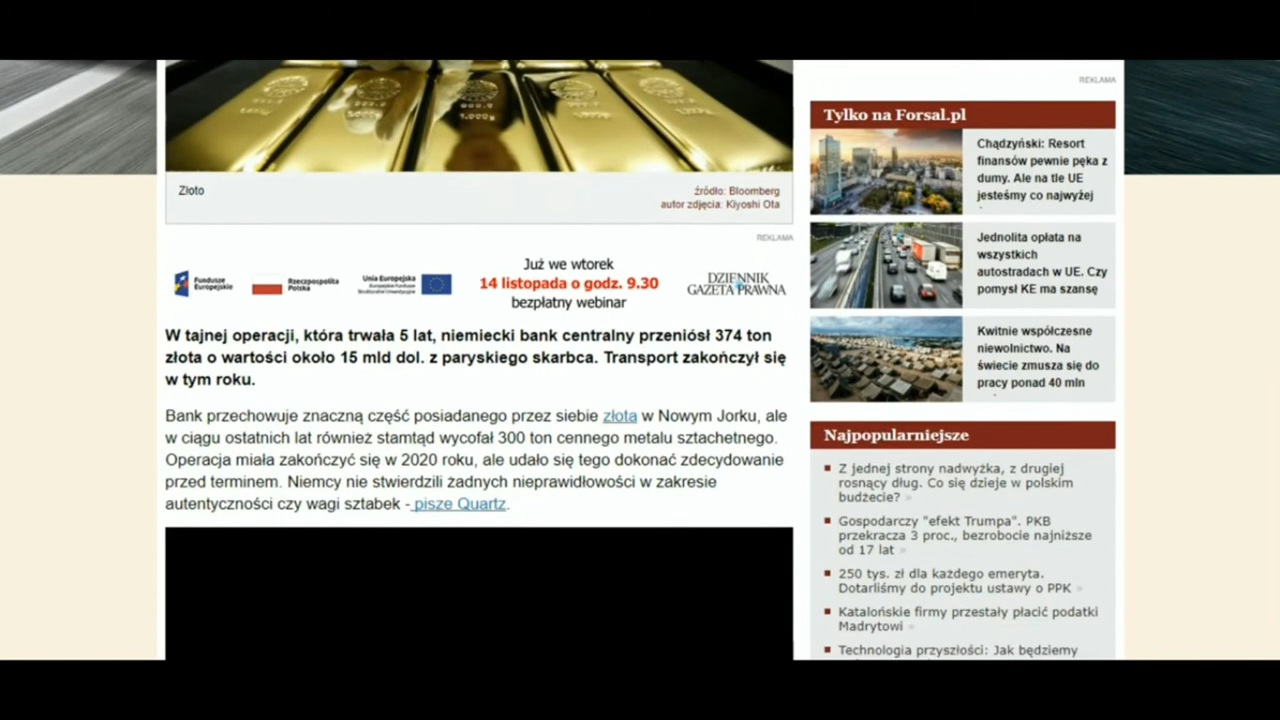 Złoto
źródło: Bloomberg
autor zdjęcia: Kiyoshi Ota
REKLAMA
Fundusze
Europejskie
Rzeczpospolita
Polska
Unia Europejska
Europejskie Fundusze
Strukturalne i Inwestycyjne
Już we wtorek
14 listopada o godz. 9.30
bezpłatny webinar
DZIENNIK
GAZETA PRAWNA
W tajnej operacji, która trwała 5 lat, niemiecki bank centralny przeniósł 374 ton
złota o wartości około 15 mld dol. z paryskiego skarbca. Transport zakończył się
w tym roku.
Bank przechowuje znaczną część posiadanego przez siebie złota w Nowym Jorku, ale
w ciągu ostatnich lat również stamtąd wycofał 300 ton cennego metalu sztachetnego.
Operacja miała zakończyć się w 2020 roku, ale udało się tego dokonać zdecydowanie
przed terminem. Niemcy nie stwierdzili żadnych nieprawidłowości w zakresie
autentyczności czy wagi sztabek - pisze Quartz.
REKLAMA
Tylko na Forsal.pl
Chądzyński: Resort
finansów pewnie pęka z
dumy. Ale na tle UE
jesteśmy co najwyżej
Jednolita opłata na
wszystkich
autostradach w UE. Czy
pomysł KE ma szansę
Kwitnie współczesne
niewolnictwo. Na
świecie zmusza się do
pracy ponad 40 mln
Najpopularniejsze
Z jednej strony nadwyżka, z drugiej
rosnący dług. Co się dzieje w polskim
budżecie? »
Gospodarczy "efekt Trumpa". PKB
przekracza 3 proc., bezrobocie najniższe
od 17 lat »
250 tys. zł dla każdego emeryta.
Dotarliśmy do projektu ustawy o PPK »
Katalońskie firmy przestały płacić podatki
Madrytowi »
Technologia przyszłości: Jak będziemy